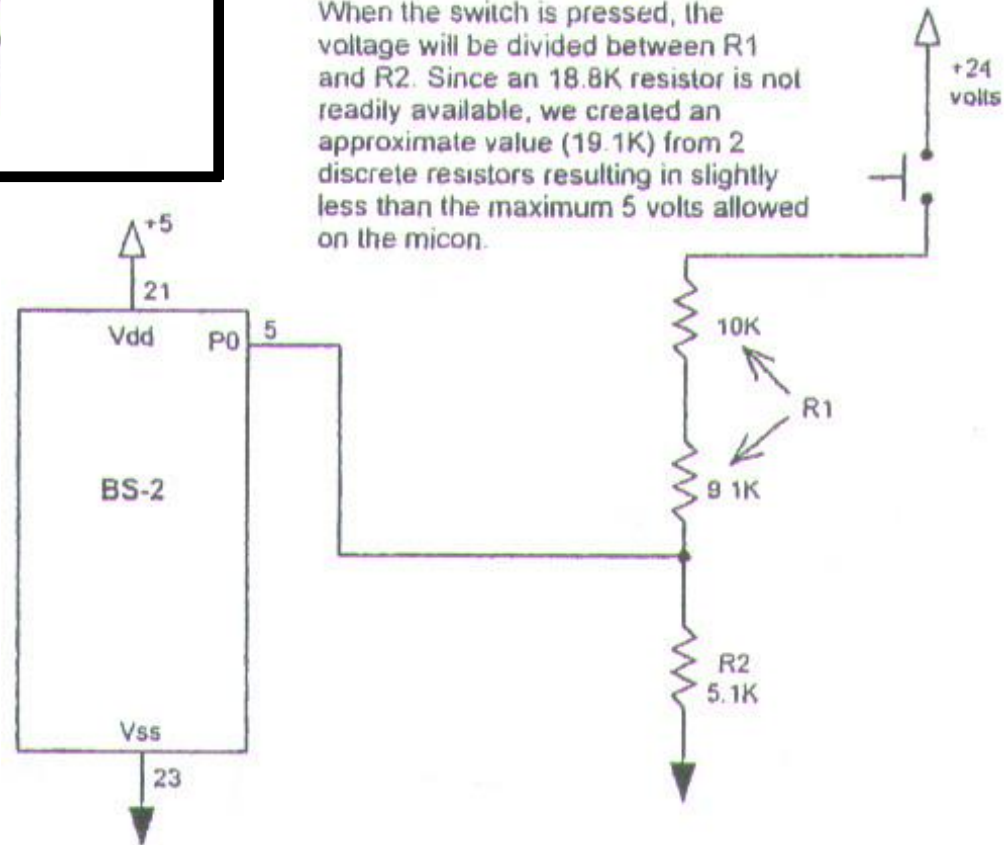 When the switch is pressed, the
voltage will be divided between R1
and R2. Since an 18.8K resistor is not
readily available, we created an
approximate value (19.1K) from 2
discrete resistors resulting in slightly
less than the maximum 5 volts allowed
on the micon.
+24
volts
+5
21
Vdd
P0
5
10K
R1
9 1K
BS-2
R2
5.1K
Vss
23